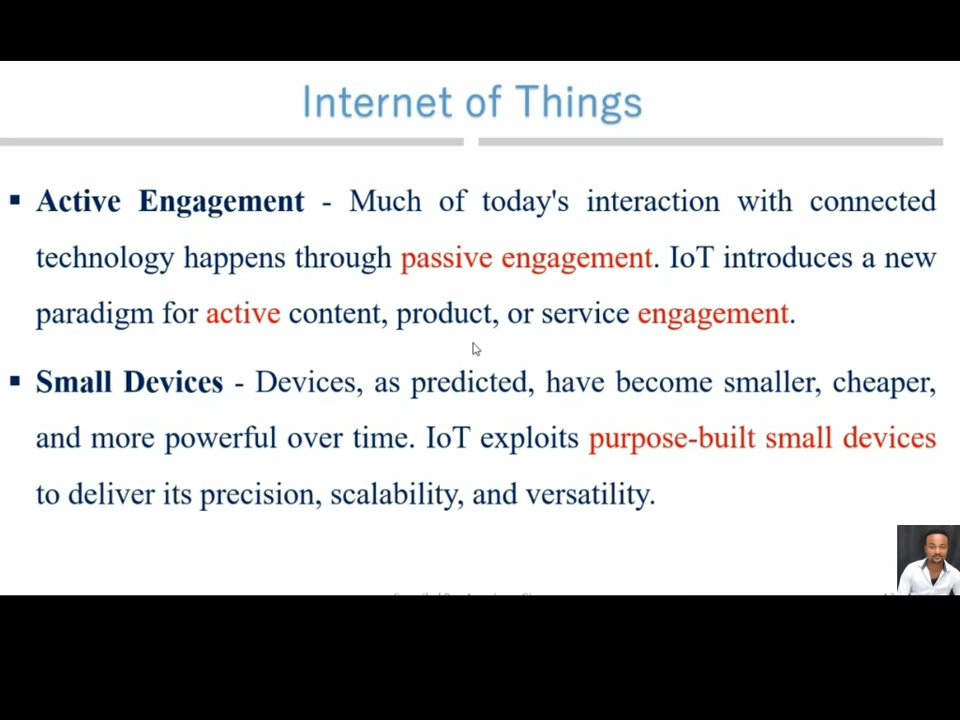 Internet of Things
▪ Active Engagement - Much of today's interaction with connected
technology happens through passive engagement. IoT introduces a new
paradigm for active content, product, or service engagement.
▪ Small Devices - Devices, as predicted, have become smaller, cheaper,
and more powerful over time. IoT exploits purpose-built small devices
to deliver its precision, scalability, and versatility.